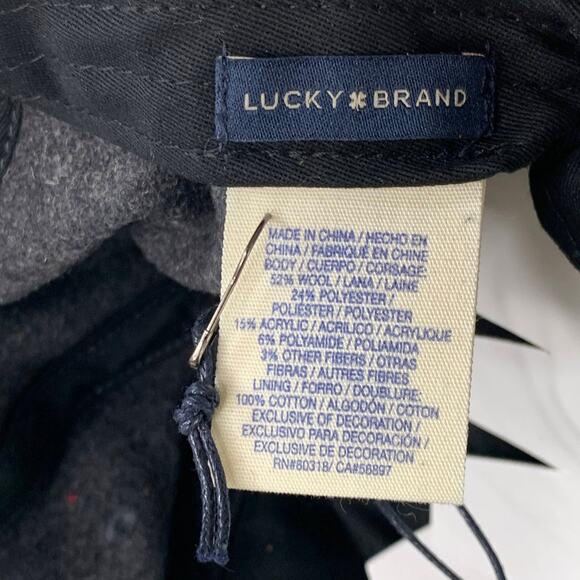 LUCKY BRAND
MADE IN CHINA / HECHO EN
CHINA / FABRIQUÉ EN CHINE
BODY / CUERPO / CORSAGE:
52% WOOL / LANA / LAINE
24% POLYESTER /
POLIESTER / POLYESTER
15% ACRYLIC / ACRILICO / ACRYLIQUE
6% POLYAMIDE / POLIAMIDA
3% OTHER FIBERS / OTRAS
FIBRAS / AUTRES FIBRES
LINING / FORRO / DOUBLURE:
100% COTTON / ALGODÓN / COTON
EXCLUSIVE OF DECORATION /
EXCLUSIVO PARA DECORACIÓN /
EXCLUSIVE DE DECORATION
RN#80318/ CA#56897